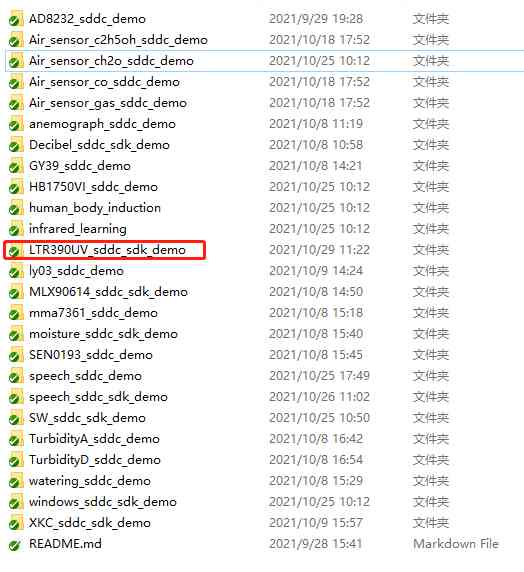 AD8232_sddc_demo 2021/9/29 19:28 文件夹
Air_sensor_c2h5oh_sddc_demo 2021/10/18 17:52 文件夹
Air_sensor_ch2o_sddc_demo 2021/10/25 10:12 文件夹
Air_sensor_co_sddc_demo 2021/10/18 17:52 文件夹
Air_sensor_gas_sddc_demo 2021/10/18 17:52 文件夹
anemograph_sddc_demo 2021/10/8 11:19 文件夹
Decibel_sddc_sdk_demo 2021/10/8 10:58 文件夹
GY39_sddc_demo 2021/10/8 14:21 文件夹
HB1750VI_sddc_demo 2021/10/25 10:12 文件夹
human_body_induction 2021/10/25 10:12 文件夹
infrared_learning 2021/10/25 10:12 文件夹
LTR390UV_sddc_sdk_demo 2021/10/29 11:22 文件夹
ly03_sddc_demo 2021/10/9 14:24 文件夹
MLX90614_sddc_demo 2021/10/8 14:50 文件夹
mma7361_sddc_demo 2021/10/8 15:18 文件夹
moisture_sddc_sdk_demo 2021/10/8 15:40 文件夹
SEN0193_sddc_demo 2021/10/8 15:45 文件夹
speech_sddc_demo 2021/10/25 17:49 文件夹
speech_sddc_sdk_demo 2021/10/26 11:02 文件夹
SW_sddc_sdk_demo 2021/10/25 10:50 文件夹
TurbidityA_sddc_demo 2021/10/8 16:42 文件夹
TurbidityD_sddc_demo 2021/10/8 16:54 文件夹
watering_sddc_demo 2021/10/8 15:29 文件夹
windows_sddc_sdk_demo 2021/10/25 10:12 文件夹
XKC_sddc_sdk_demo 2021/10/9 15:57 文件夹
README.md 2021/9/28 15:41 Markdown File